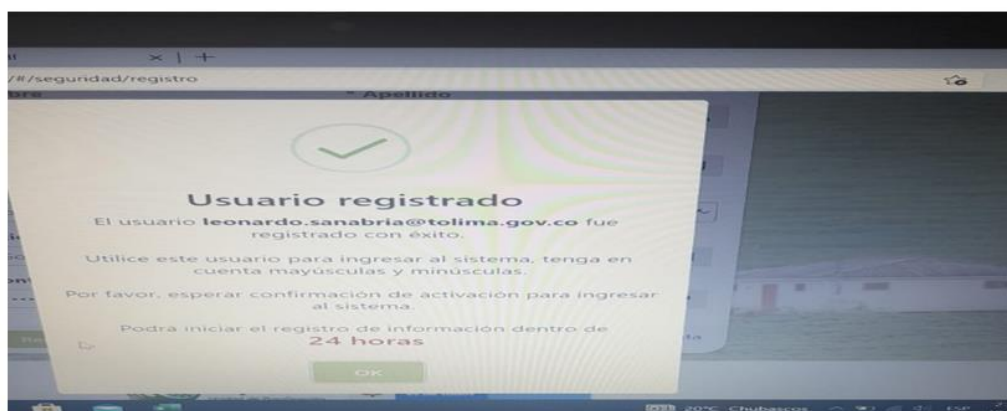 /#/seguridad/registro
* Apellido
Usuario registrado
El usuario leonardo.sanabria@tolima.gov.co fue
registrado con éxito.
Utilice este usuario para ingresar al sistema, tenga en
cuenta mayúsculas y minúsculas.
Por favor, esperar confirmación de activación para ingresar
al sistema.
Podrá iniciar el registro de información dentro de
24 horas
OK
20°C Chubascos
ESP